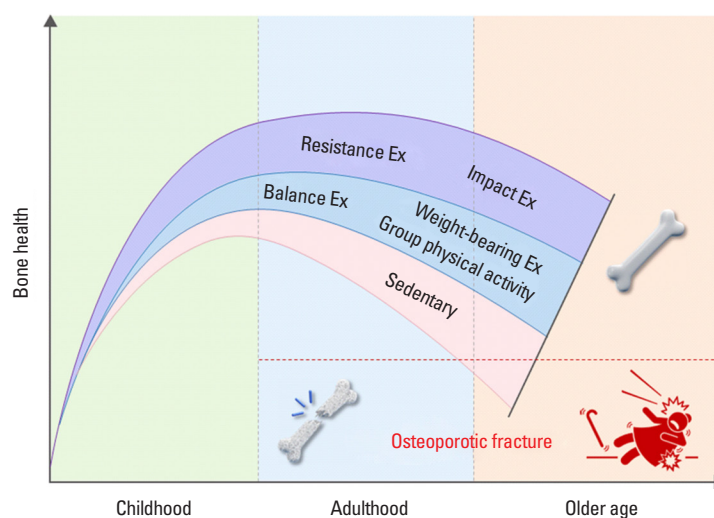 Bone health
Resistance Ex
Impact Ex
Balance Ex
Weight-bearing Ex
Group physical activity
Sedentary
Osteoporotic fracture
Childhood
Adulthood
Older age